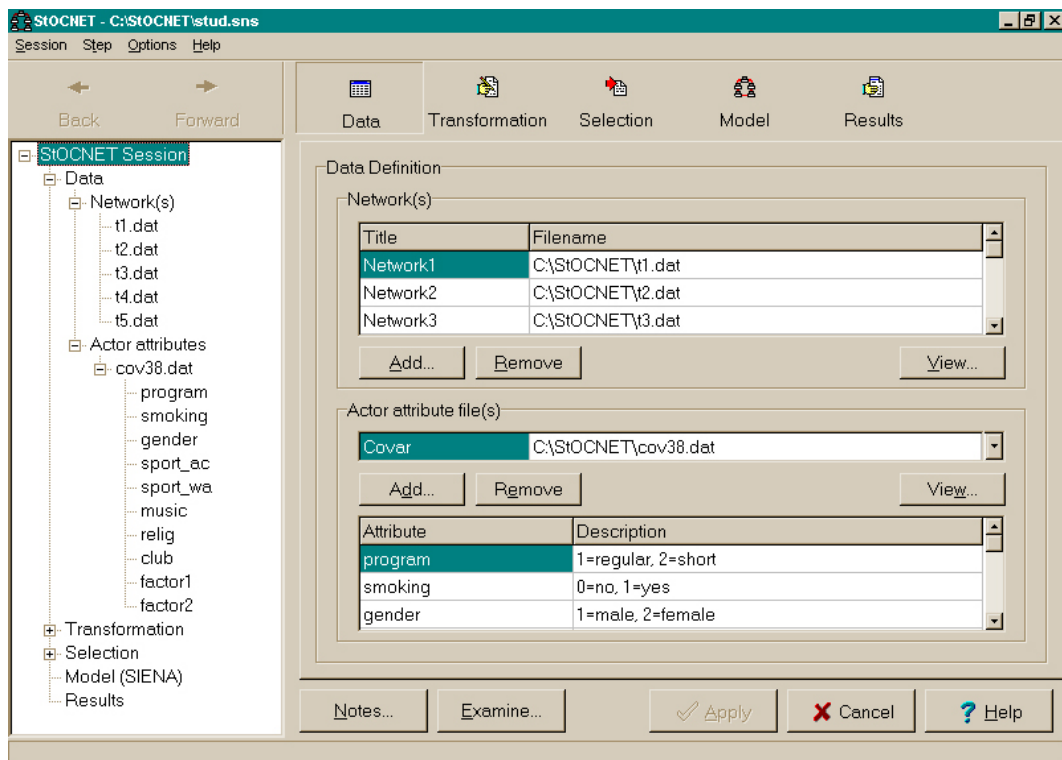 StOCNET - C:\StOCNET\stud.sns
Session Step Options Help
Back Forward
Data Transformation Selection Model Results
StOCNET Session
Data
Network(s)
t1.dat
t2.dat
t3.dat
t4.dat
t5.dat
Actor attributes
cov38.dat
program
smoking
gender
sport_ac
sport_wa
music
relig
club
factor1
factor2
Transformation
Selection
Model (SIENA)
Results
Data Definition
Network(s)
Title Filename
Network1 C:\StOCNET\t1.dat
Network2 C:\StOCNET\t2.dat
Network3 C:\StOCNET\t3.dat
Add... Remove View...
Actor attribute file(s)
Covar C:\StOCNET\cov38.dat
Add... Remove View...
Attribute Description
program 1=regular, 2=short
smoking 0=no, 1=yes
gender 1=male, 2=female
Notes... Examine... Apply Cancel Help